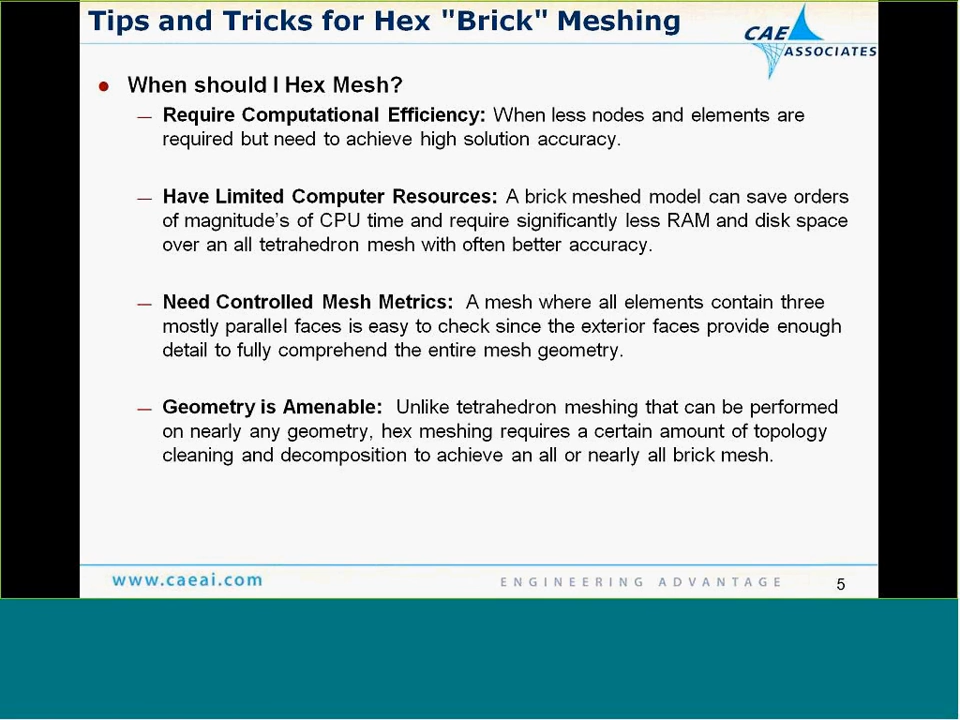 Tips and Tricks for Hex "Brick" Meshing
CAE
ASSOCIATES
● When should I Hex Mesh?
— Require Computational Efficiency: When less nodes and elements are
required but need to achieve high solution accuracy.
— Have Limited Computer Resources: A brick meshed model can save orders
of magnitude's of CPU time and require significantly less RAM and disk space
over an all tetrahedron mesh with often better accuracy.
— Need Controlled Mesh Metrics: A mesh where all elements contain three
mostly parallel faces is easy to check since the exterior faces provide enough
detail to fully comprehend the entire mesh geometry.
— Geometry is Amenable: Unlike tetrahedron meshing that can be performed
on nearly any geometry, hex meshing requires a certain amount of topology
cleaning and decomposition to achieve an all or nearly all brick mesh.
www.caeai.com
ENGINEERING ADVANTAGE
5